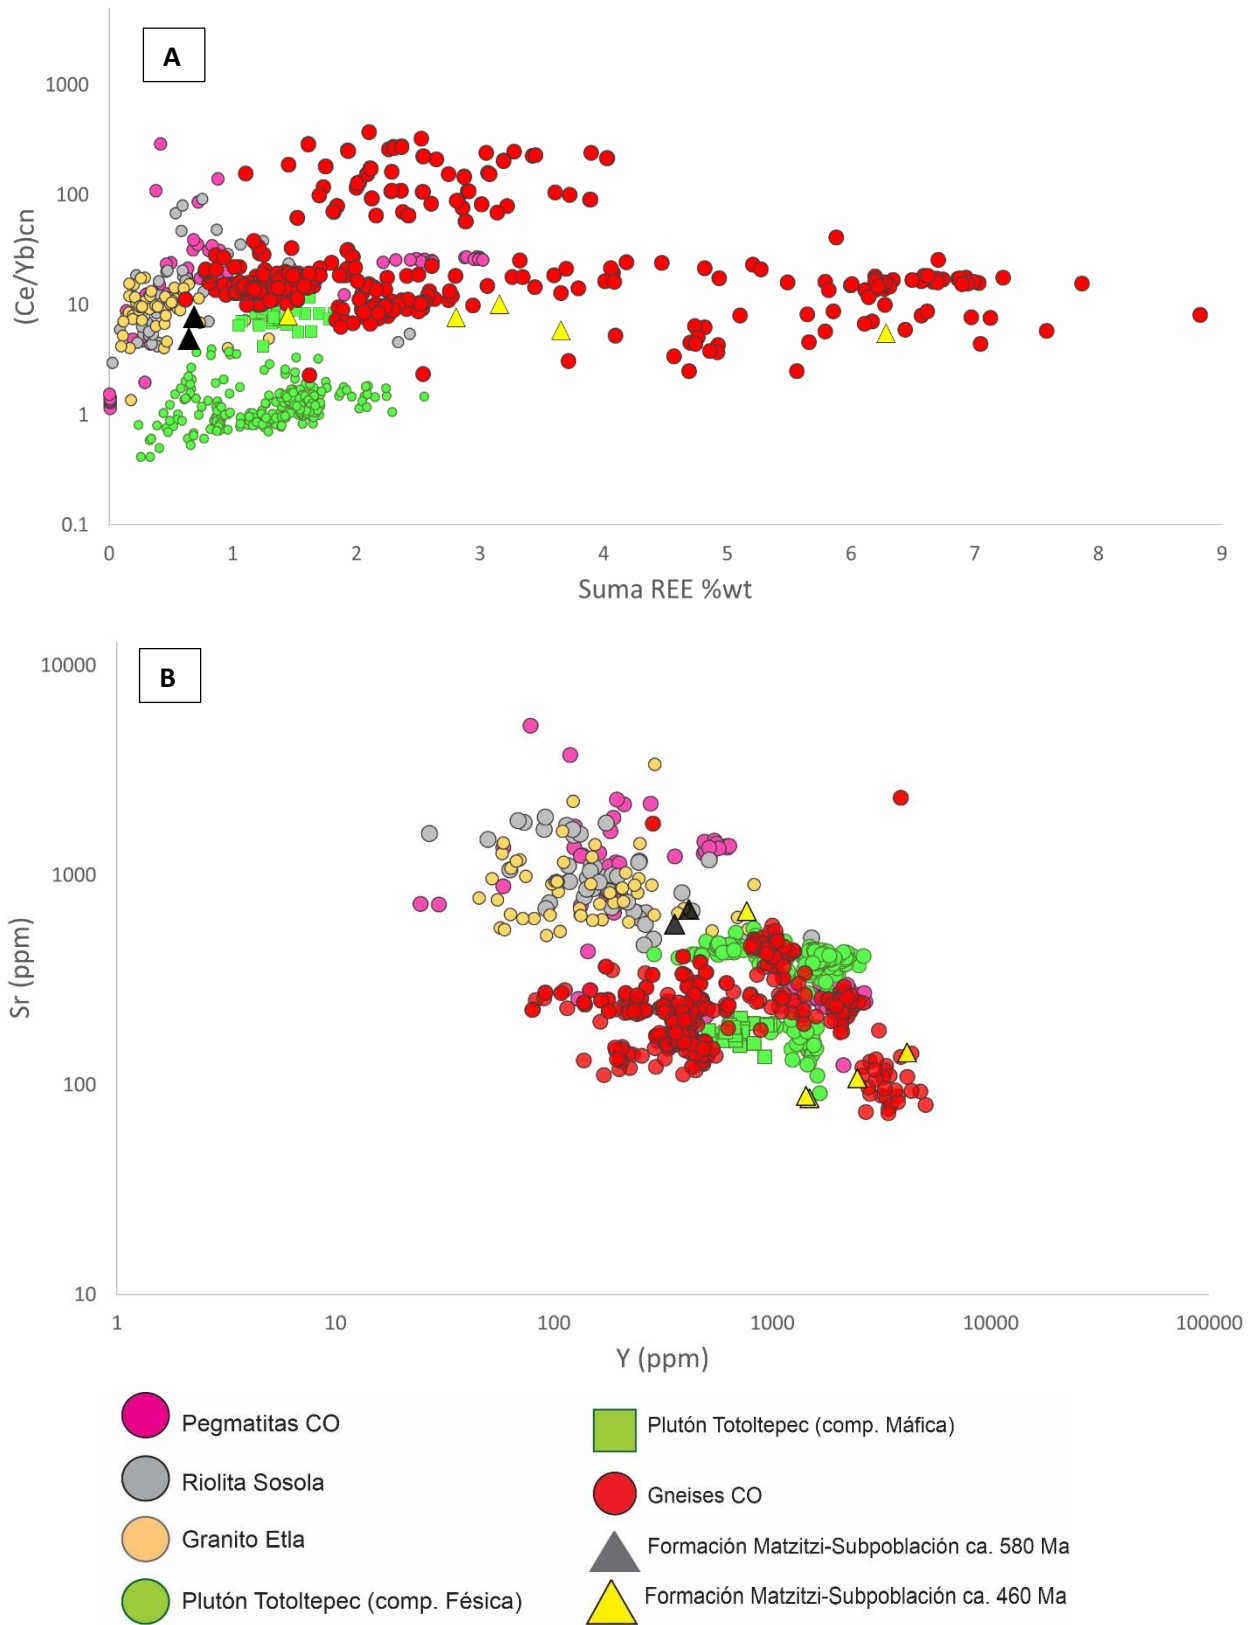 A
1000
100
10
1
0.1
(Ce/Yb)cn
0 1 2 3 4 5 6 7 8 9
Suma REE %wt
B
10000
1000
100
10
Sr (ppm)
1 10 100 1000 10000 100000
Y (ppm)
Pegmatitas CO
Riolita Sosola
Granito Etla
Plutón Totoltepec (comp. Fésica)
Plutón Totoltepec (comp. Máfica)
Gneises CO
Formación Matzitzi-Subpoblación ca. 580 Ma
Formación Matzitzi-Subpoblación ca. 460 Ma